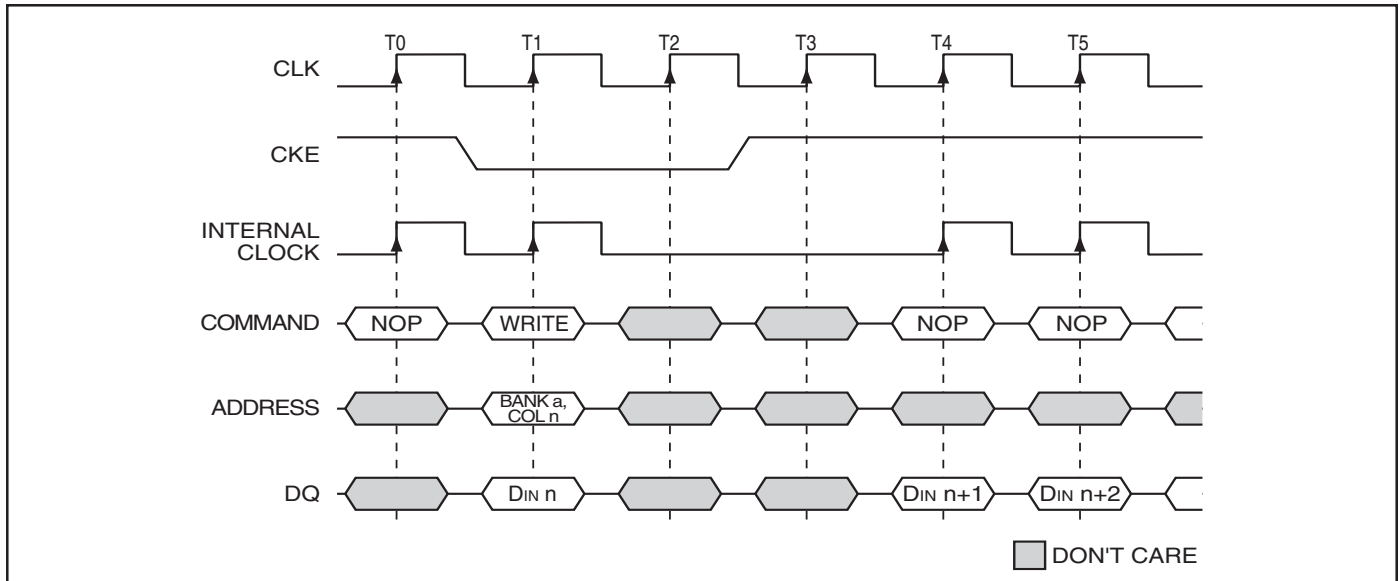 T0 T1 T2 T3 T4 T5
CLK
CKE
INTERNAL
CLOCK
COMMAND NOP WRITE NOP NOP
ADDRESS BANK a,
COL n
DQ DIN n DIN n+1 DIN n+2
DON'T CARE